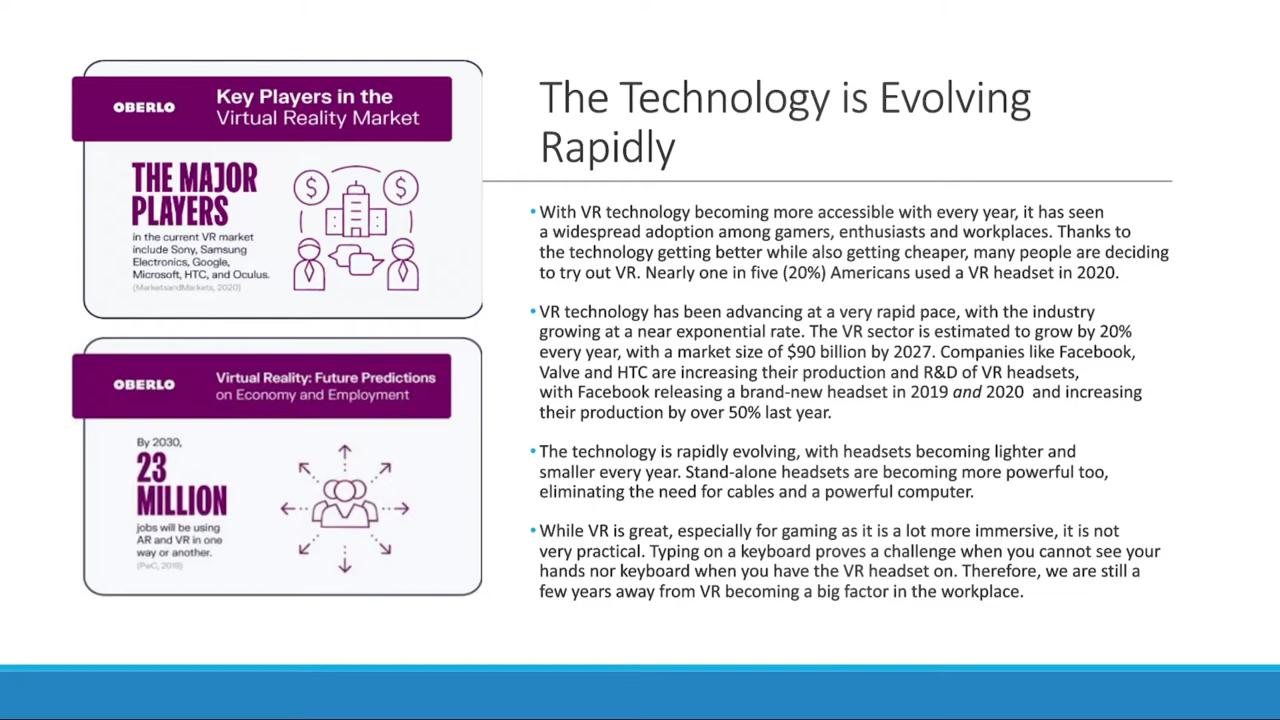 OBERLO
Key Players in the
Virtual Reality Market
THE MAJOR
PLAYERS
in the current VR market
include Sony, Samsung
Electronics, Google,
Microsoft, HTC, and Oculus.
(MarketsandMarkets, 2020)
$
$
OBERLO
Virtual Reality: Future Predictions
on Economy and Employment
By 2030,
23
MILLION
jobs will be using
AR and VR in one
way or another.
(PwC, 2019)
The Technology is Evolving
Rapidly
•With VR technology becoming more accessible with every year, it has seen
a widespread adoption among gamers, enthusiasts and workplaces. Thanks to
the technology getting better while also getting cheaper, many people are deciding
to try out VR. Nearly one in five (20%) Americans used a VR headset in 2020.
•VR technology has been advancing at a very rapid pace, with the industry
growing at a near exponential rate. The VR sector is estimated to grow by 20%
every year, with a market size of $90 billion by 2027. Companies like Facebook,
Valve and HTC are increasing their production and R&D of VR headsets,
with Facebook releasing a brand-new headset in 2019 and 2020 and increasing
their production by over 50% last year.
•The technology is rapidly evolving, with headsets becoming lighter and
smaller every year. Stand-alone headsets are becoming more powerful too,
eliminating the need for cables and a powerful computer.
•While VR is great, especially for gaming as it is a lot more immersive, it is not
very practical. Typing on a keyboard proves a challenge when you cannot see your
hands nor keyboard when you have the VR headset on. Therefore, we are still a
few years away from VR becoming a big factor in the workplace.